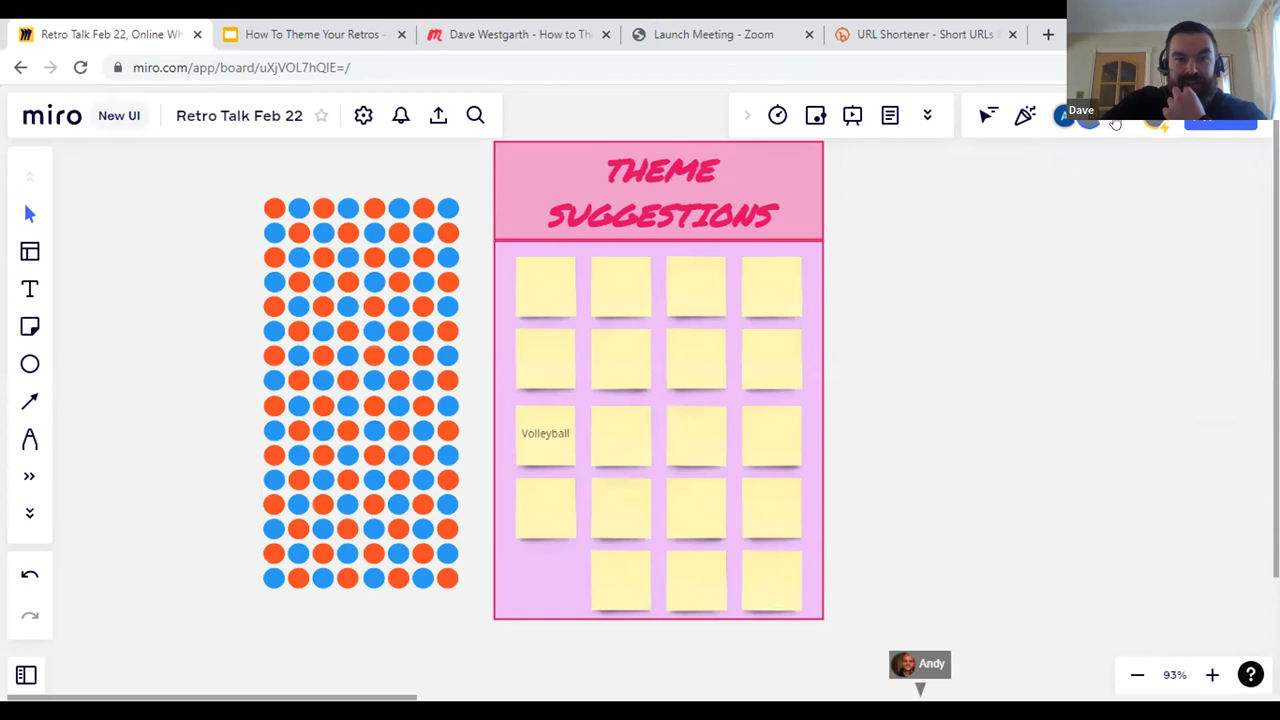 Retro Talk Feb 22, Online Wh
How To Theme Your Retros -
Dave Westgarth - How to Th
Launch Meeting - Zoom
URL Shortener - Short URLs &
miro.com/app/board/uXjVOL7hQIE=/
Dave
miro
New UI
Retro Talk Feb 22
A
THEME
SUGGESTIONS
T
Volleyball
Andy
93%
?